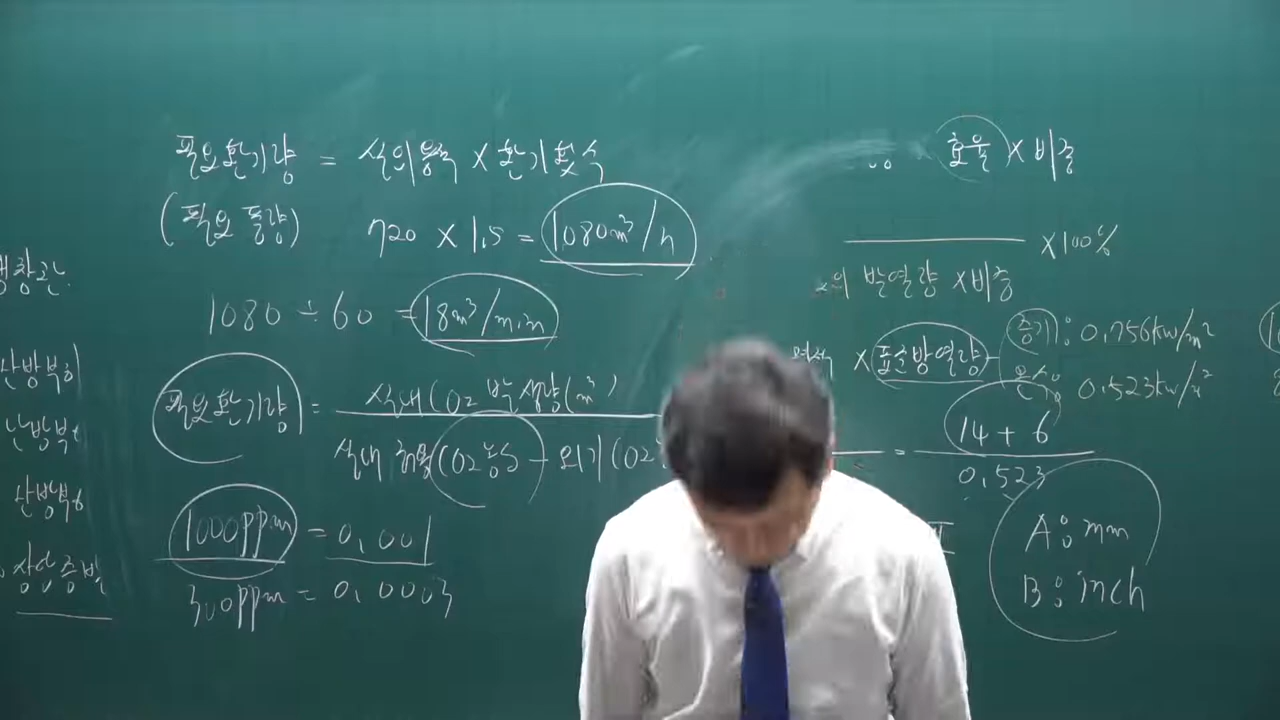 필요환기량 = 실의용적 X 환기횟수
(필요 풍량) 720 X 1.5 = 1080m³/h
1080 ÷ 60 = 18m³/min
필요환기량 = 실내 CO2 발생량(m³)
실내 허용 CO2 농도 - 외기 CO2
1000ppm = 0.001
300ppm = 0.0003
효율 X 비중
X 100%
의 발열량 X 비중
X 표준방열량 증기: 0.756kw/m²
온수: 0.523kw/m²
= 14 + 6
0.523
A: mm
B: inch